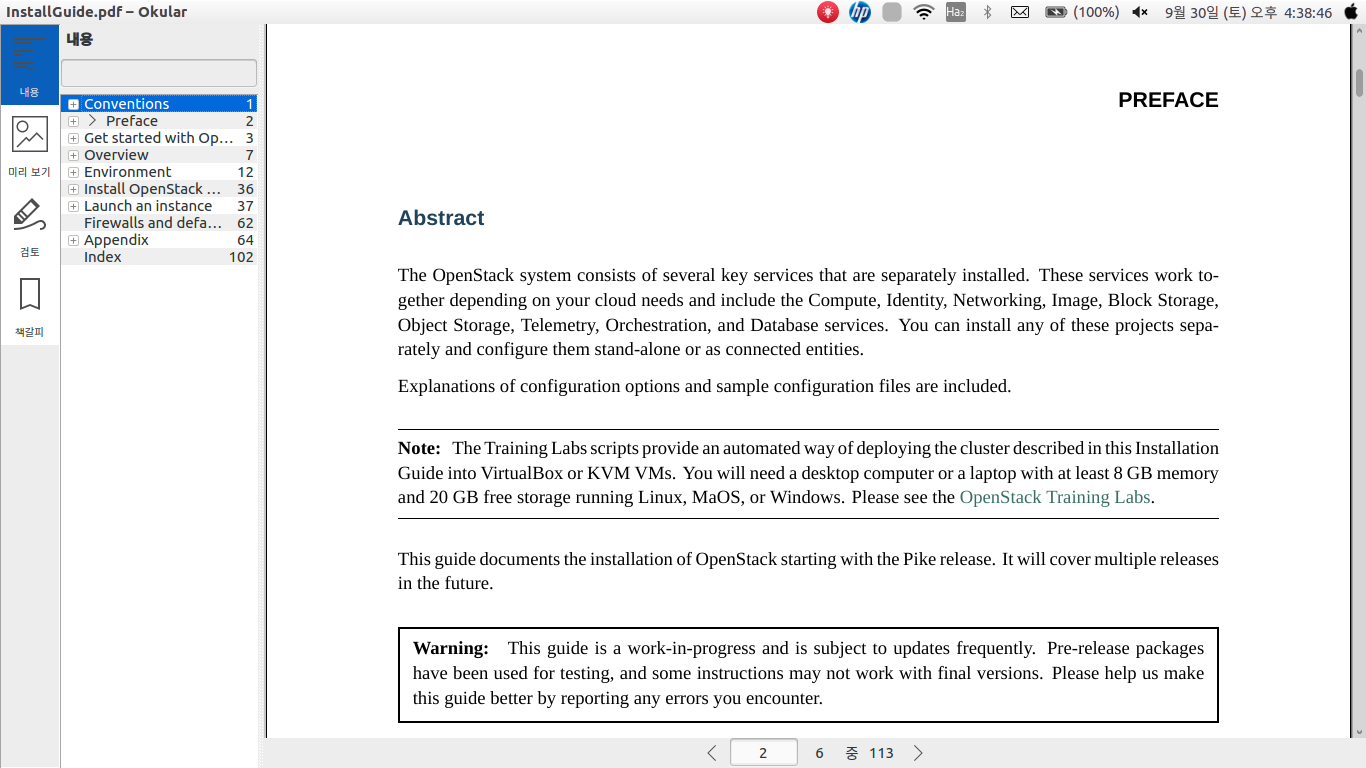 InstallGuide.pdf – Okular
hp
Ha2
(100%)
9월 30일 (토) 오후 4:38:46
내용
미리 보기
검토
책갈피
내용
Conventions 1
Preface 2
Get started with Op... 3
Overview 7
Environment 12
Install OpenStack ... 36
Launch an instance 37
Firewalls and defa... 62
Appendix 64
Index 102
PREFACE
Abstract
The OpenStack system consists of several key services that are separately installed. These services work to-
gether depending on your cloud needs and include the Compute, Identity, Networking, Image, Block Storage,
Object Storage, Telemetry, Orchestration, and Database services. You can install any of these projects sepa-
rately and configure them stand-alone or as connected entities.
Explanations of configuration options and sample configuration files are included.
Note: The Training Labs scripts provide an automated way of deploying the cluster described in this Installation
Guide into VirtualBox or KVM VMs. You will need a desktop computer or a laptop with at least 8 GB memory
and 20 GB free storage running Linux, MaOS, or Windows. Please see the OpenStack Training Labs.
This guide documents the installation of OpenStack starting with the Pike release. It will cover multiple releases
in the future.
Warning: This guide is a work-in-progress and is subject to updates frequently. Pre-release packages
have been used for testing, and some instructions may not work with final versions. Please help us make
this guide better by reporting any errors you encounter.
2 6 중 113